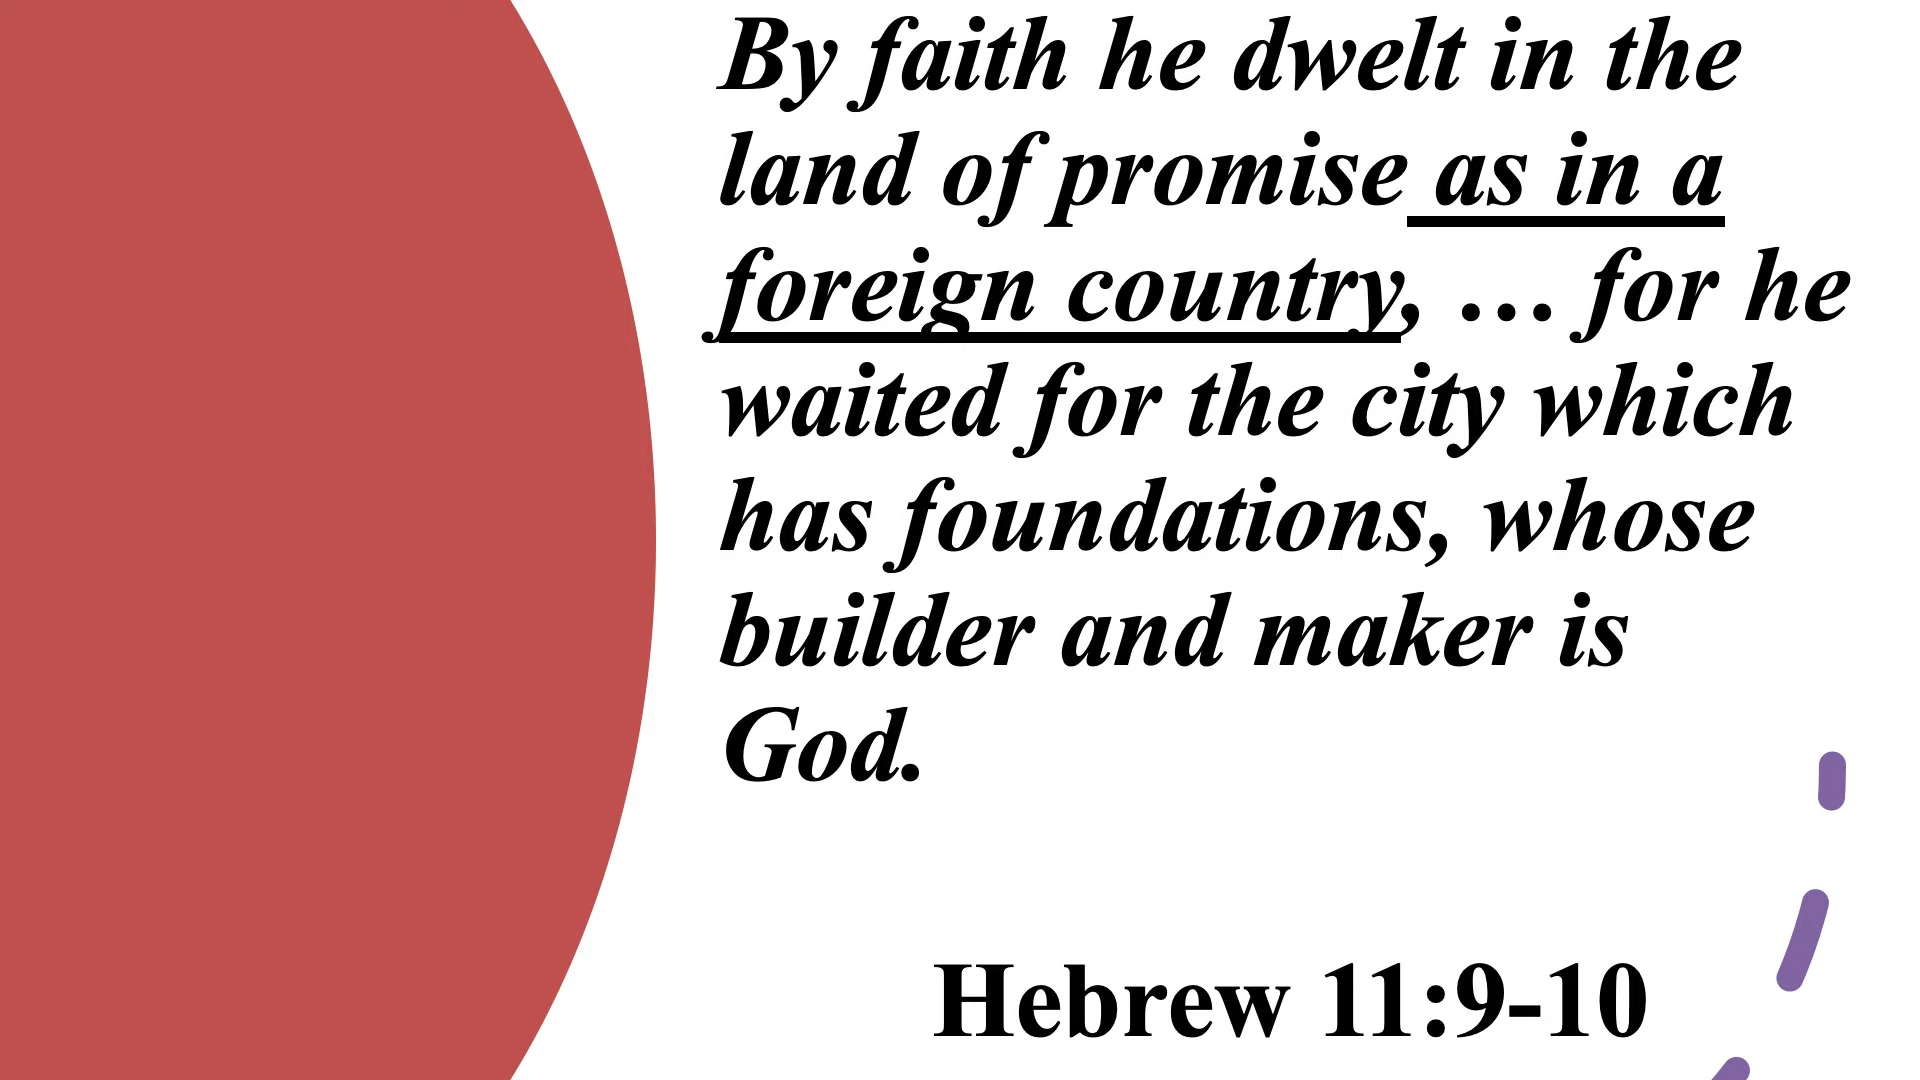 By faith he dwelt in the
land of promise as in a
foreign country, … for he
waited for the city which
has foundations, whose
builder and maker is
God.
Hebrew 11:9-10